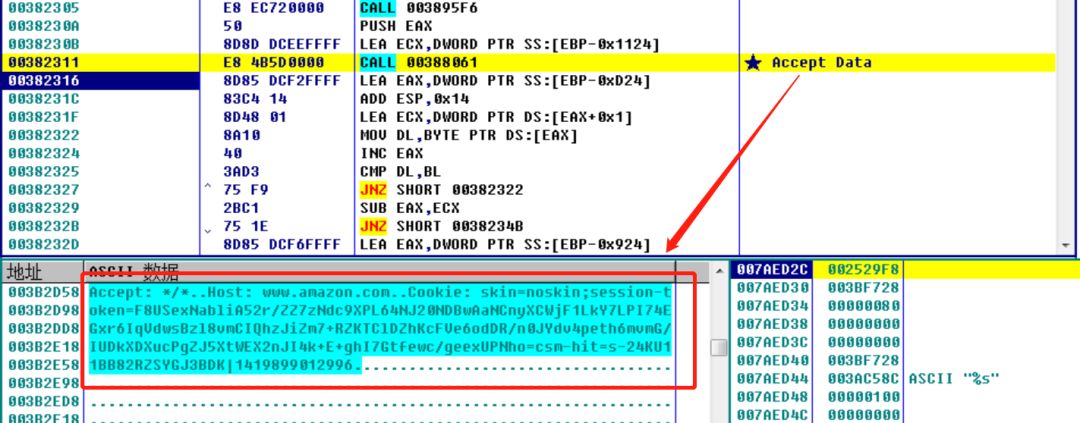 00382305 E8 EC720000 CALL 003895F6
0038230A 50 PUSH EAX
0038230B 8D8D DCEEFFFF LEA ECX,DWORD PTR SS:[EBP-0x1124]
00382311 E8 4B5D0000 CALL 00388061 ★ Accept Data
00382316 8D85 DCF2FFFF LEA EAX,DWORD PTR SS:[EBP-0xD24]
0038231C 83C4 14 ADD ESP,0x14
0038231F 8D48 01 LEA ECX,DWORD PTR DS:[EAX+0x1]
00382322 8A10 MOV DL,BYTE PTR DS:[EAX]
00382324 40 INC EAX
00382325 3AD3 CMP DL,BL
00382327 ^ 75 F9 JNZ SHORT 00382322
00382329 2BC1 SUB EAX,ECX
0038232B ⌄ 75 1E JNZ SHORT 0038234B
0038232D 8D85 DCF6FFFF LEA EAX,DWORD PTR SS:[EBP-0x924]
地址 ASCII 数据
003B2D58 Accept: */*..Host: www.amazon.com..Cookie: skin=noskin;session-t
003B2D98 oken=F8USexNabliA52r/ZZ7zNdc9XPL64NJ20NDBwAaNCnyXCWjF1LkY7LPI74E
003B2DD8 Gxr6IqVdwsBzl8vmCIQhzJiZm7+RZKTClDZhKcFVe6odDR/n0JYdv4peth6mvmG/
003B2E18 IUDkXDXucPgZJ5XtWEX2nJI4k+E+ghI7Gtfewc/geexUPNho=csm-hit=s-24KU1
003B2E58 1BB82RZSYGJ3BDK|1419899012996...................................
003B2E98 ................................................................
003B2ED8 ................................................................
003B2F18 ................................................................
007AED2C 002529F8
007AED30 003BF728
007AED34 00000080
007AED38 00000000
007AED3C 00000000
007AED40 003BF728
007AED44 003AC58C ASCII "%s"
007AED48 00000100
007AED4C 00000000